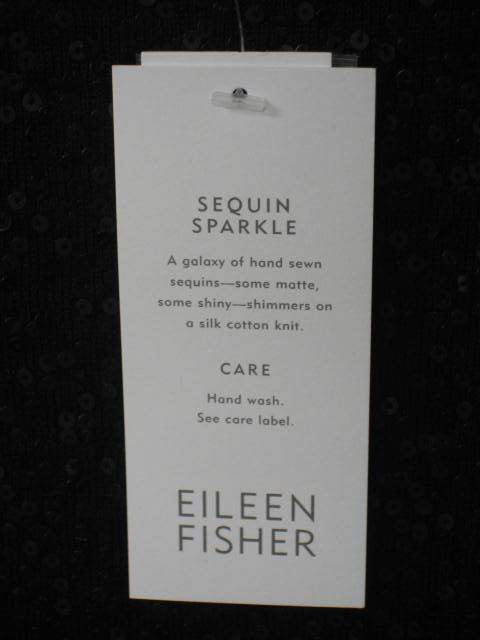 SEQUIN
SPARKLE
A galaxy of hand sewn
sequins—some matte,
some shiny—shimmers on
a silk cotton knit.
CARE
Hand wash.
See care label.
EILEEN
FISHER